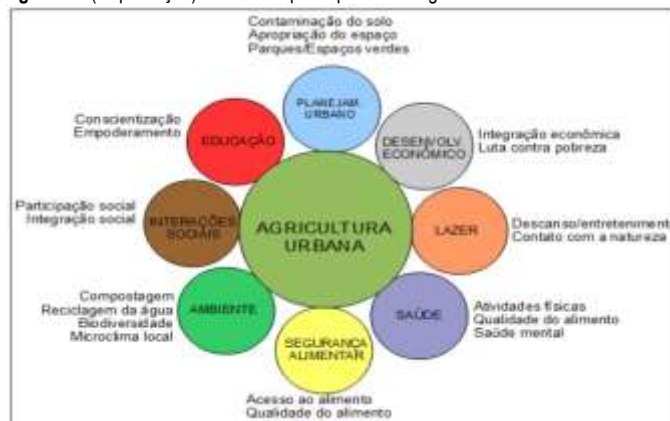 Contaminação do solo
Apropriação do espaço
Parques/Espaços verdes
PLANEJAM.
URBANO
Conscientização
Empoderamento
EDUCAÇÃO
DESENVOLV.
ECONÔMICO
Integração econômica
Luta contra pobreza
Participação social
Integração social
INTERAÇÕES
SOCIAIS
AGRICULTURA
URBANA
LAZER
Descanso/entreteniment
Contato com a natureza
Compostagem
Reciclagem da água
Biodiversidade
Microclima local
AMBIENTE
SAÚDE
Atividades físicas
Qualidade do alimento
Saúde mental
SEGURANÇA
ALIMENTAR
Acesso ao alimento
Qualidade do alimento